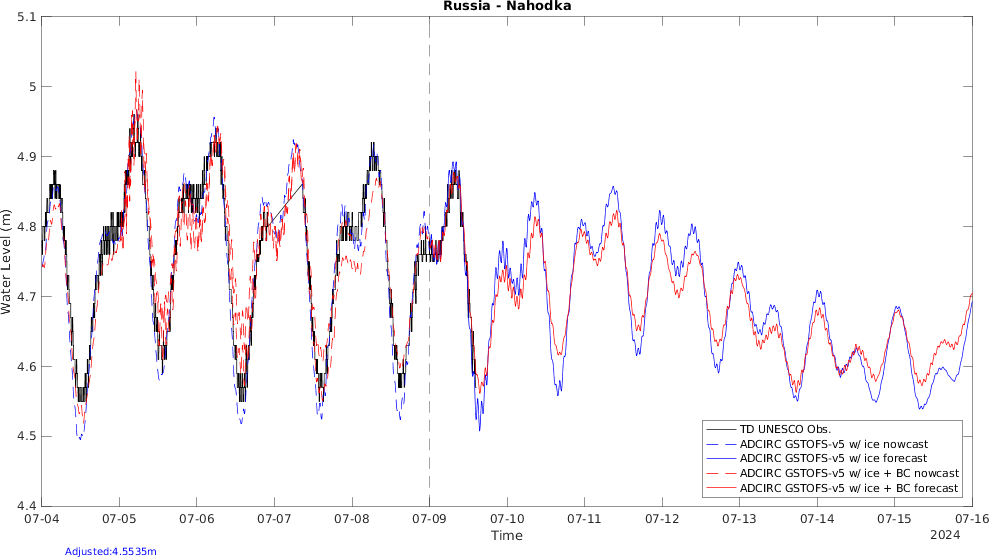 Russia - Nahodka
5.1
5
4.9
4.8
4.7
4.6
4.5
4.4
Water Level (m)
07-04 07-05 07-06 07-07 07-08 07-09 07-10 07-11 07-12 07-13 07-14 07-15 07-16
Time
2024
TD UNESCO Obs.
ADCIRC GSTOFS-v5 w/ ice nowcast
ADCIRC GSTOFS-v5 w/ ice forecast
ADCIRC GSTOFS-v5 w/ ice + BC nowcast
ADCIRC GSTOFS-v5 w/ ice + BC forecast
Adjusted:4.5535m